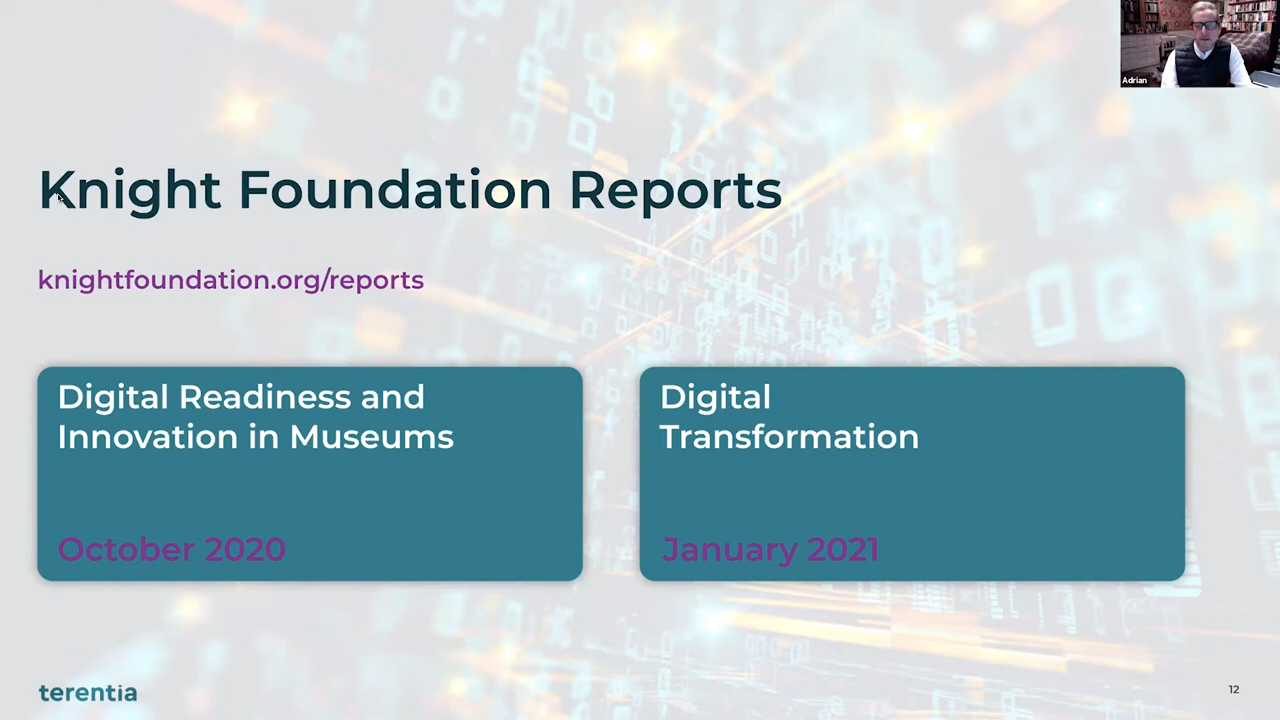 Adrian
Knight Foundation Reports
knightfoundation.org/reports
Digital Readiness and
Innovation in Museums
October 2020
Digital
Transformation
January 2021
terentia
12